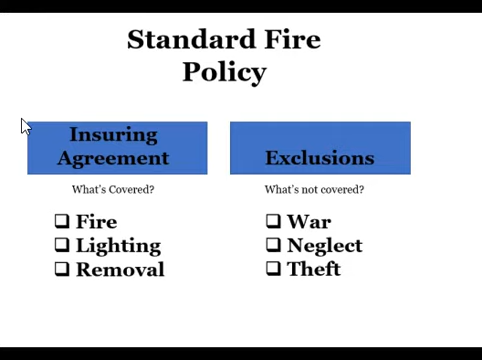 Standard Fire
Policy
Insuring
Agreement
What's Covered?
Fire
Lighting
Removal
Exclusions
What's not covered?
War
Neglect
Theft